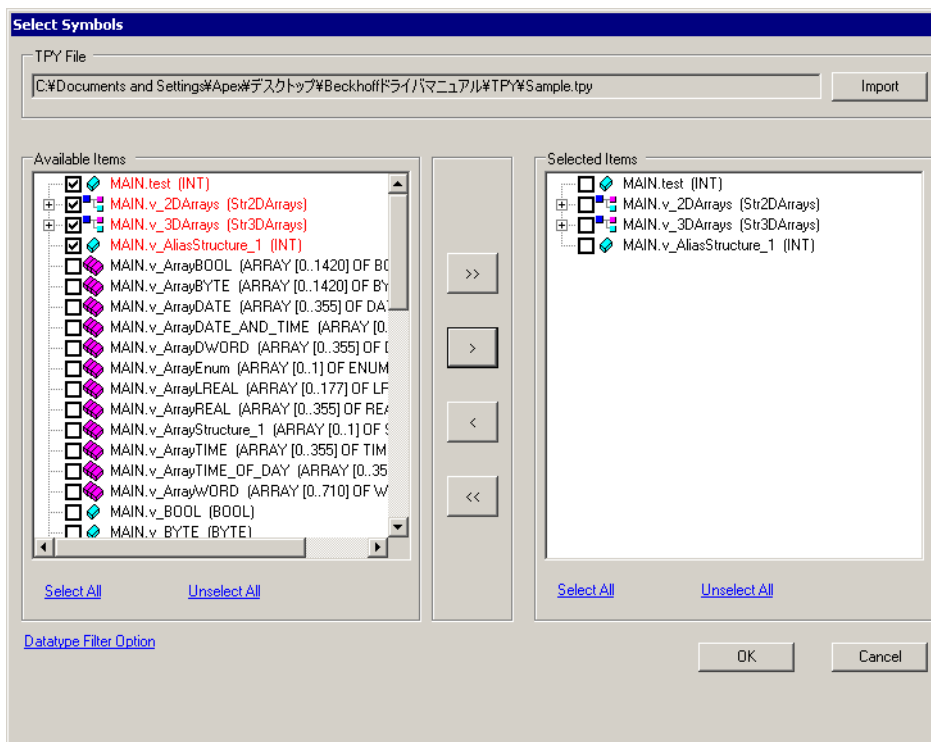 Select Symbols
TPY File
C:¥Documents and Settings¥Apex¥デスクトップ¥Beckhoffドライバマニュアル¥TPY¥Sample.tpy
Import
Available Items
MAIN.test (INT)
MAIN.v_2DArrays (Str2DArrays)
MAIN.v_3DArrays (Str3DArrays)
MAIN.v_AliasStructure_1 (INT)
MAIN.v_ArrayBOOL (ARRAY [0..1420] OF BO
MAIN.v_ArrayBYTE (ARRAY [0..1420] OF BY
MAIN.v_ArrayDATE (ARRAY [0..355] OF DA
MAIN.v_ArrayDATE_AND_TIME (ARRAY [0.
MAIN.v_ArrayDWORD (ARRAY [0..355] OF
MAIN.v_ArrayEnum (ARRAY [0..1] OF ENUM
MAIN.v_ArrayLREAL (ARRAY [0..177] OF
MAIN.v_ArrayREAL (ARRAY [0..355] OF REA
MAIN.v_ArrayStructure_1 (ARRAY [0..1] OF
MAIN.v_ArrayTIME (ARRAY [0..355] OF TIM
MAIN.v_ArrayTIME_OF_DAY (ARRAY [0..35
MAIN.v_ArrayWORD (ARRAY [0..710] OF W
MAIN.v_BOOL (BOOL)
MAIN.v_BYTE (BYTE)
Select All Unselect All
>>
>
<
<<
Selected Items
MAIN.test (INT)
MAIN.v_2DArrays (Str2DArrays)
MAIN.v_3DArrays (Str3DArrays)
MAIN.v_AliasStructure_1 (INT)
Select All Unselect All
Datatype Filter Option
OK
Cancel